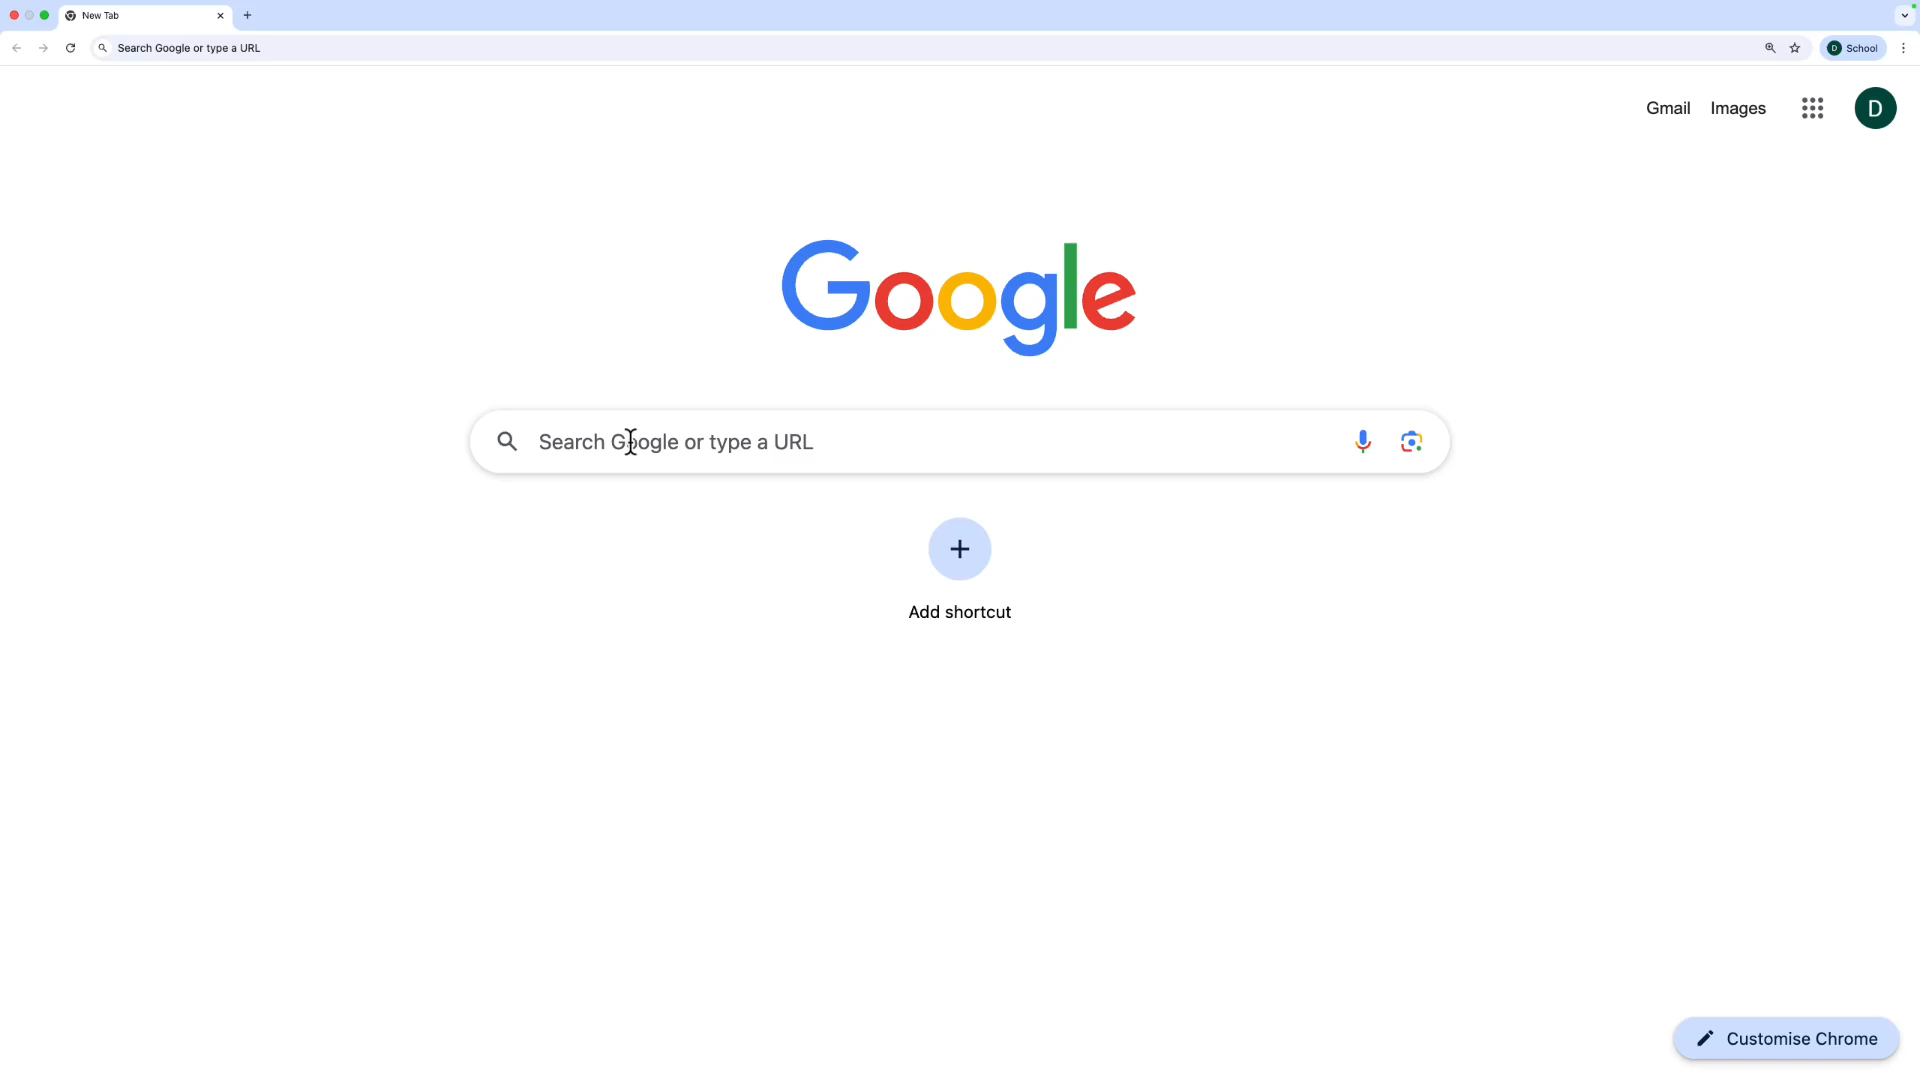 New Tab
Search Google or type a URL
D School
Gmail Images D
Google
Search Google or type a URL
Add shortcut
Customise Chrome